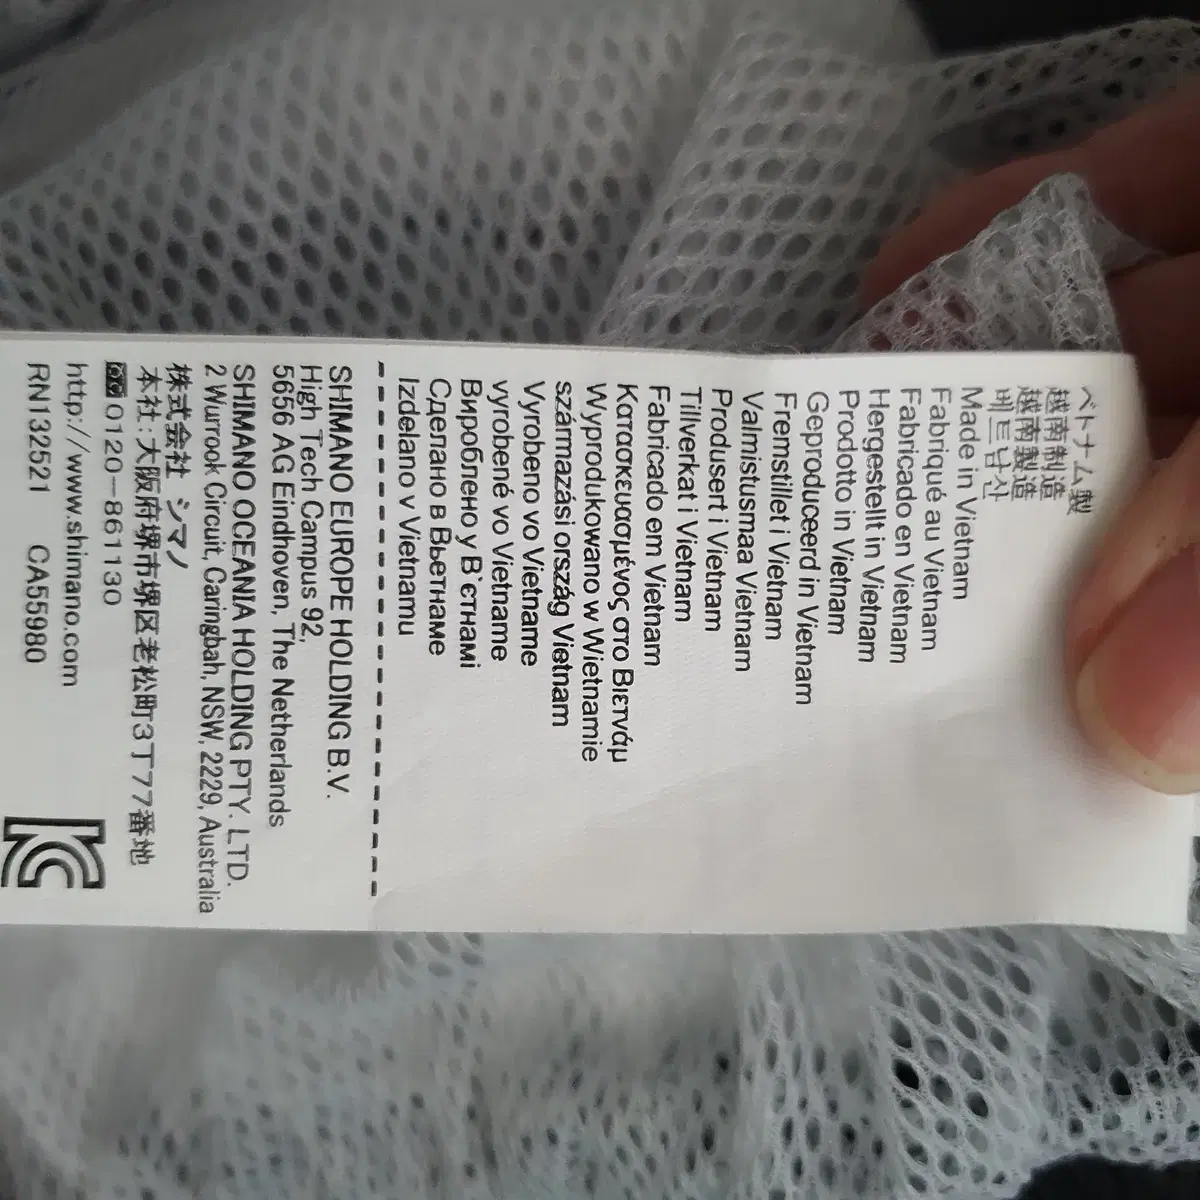 ベトナム製
越南制造
越南製造
베트남산
Made in Vietnam
Fabriqué au Vietnam
Fabricado en Vietnam
Hergestellt in Vietnam
Prodotto in Vietnam
Geproduceerd in Vietnam
Fremstillet i Vietnam
Valmistusmaa Vietnam
Produsert i Vietnam
Tillverkat i Vietnam
Fabricado em Vietnam
Κατασκευασμένος στο Βιετνάμ
Wyprodukowano w Wietnamie
származási ország Vietnam
Vyrobeno vo Vietname
vyrobené vo Vietname
Вироблено у В`єтнамі
Сделано в Вьетнаме
Izdelano v Vietnamu
SHIMANO EUROPE HOLDING B.V.
High Tech Campus 92,
5656 AG Eindhoven, The Netherlands
SHIMANO OCEANIA HOLDING PTY. LTD.
2 Wurrook Circuit, Caringbah, NSW, 2229, Australia
株式会社 シマノ
本社:大阪府堺市堺区老松町3丁77番地
0120-861130
http://www.shimano.com
RN132521 CA55980